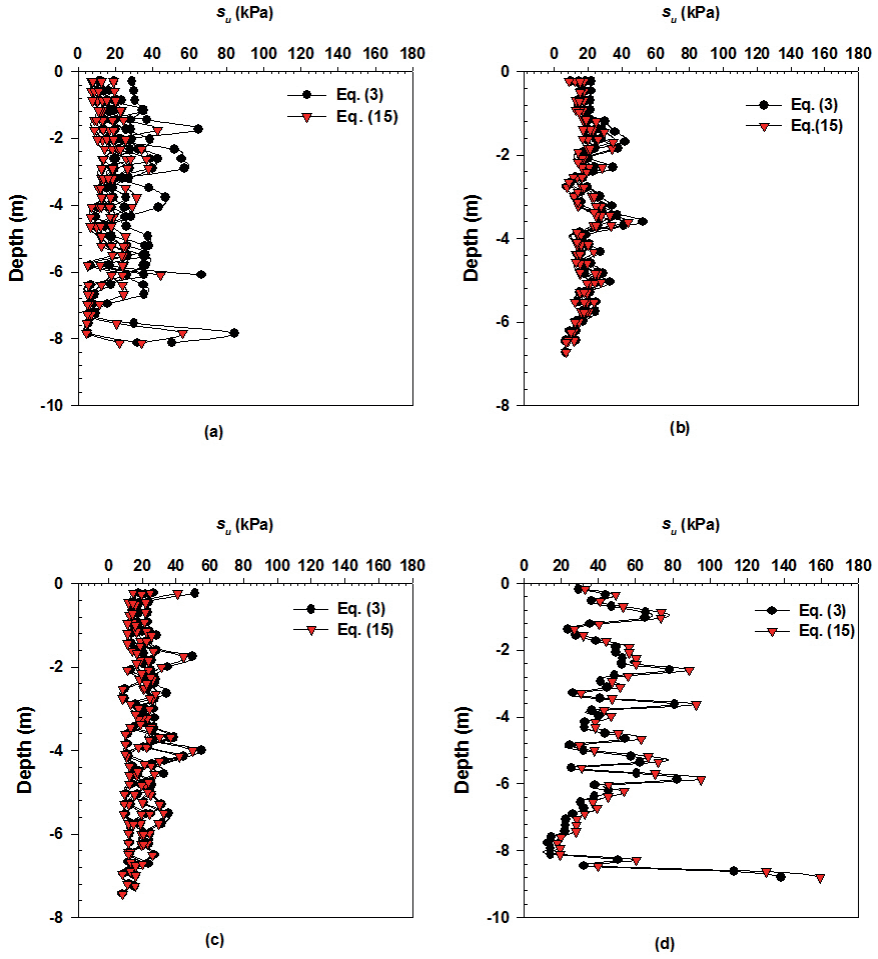 s_u (kPa)
0 20 40 60 80 100 120 140 160 180
0
-2
-4
-6
-8
-10
Depth (m)
Eq. (3)
Eq. (15)
(a)
s_u (kPa)
0 20 40 60 80 100 120 140 160 180
0
-2
-4
-6
-8
Depth (m)
Eq. (3)
Eq.(15)
(b)
s_u (kPa)
0 20 40 60 80 100 120 140 160 180
0
-2
-4
-6
-8
Depth (m)
Eq. (3)
Eq. (15)
(c)
s_u (kPa)
0 20 40 60 80 100 120 140 160 180
0
-2
-4
-6
-8
-10
Depth (m)
Eq. (3)
Eq. (15)
(d)